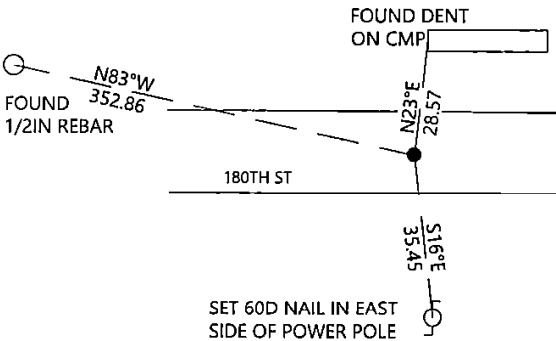 FOUND DENT
ON CMP
N83°W
352.86
FOUND
1/2IN REBAR
N23°E
28.57
180TH ST
S16°E
35.45
SET 60D NAIL IN EAST
SIDE OF POWER POLE